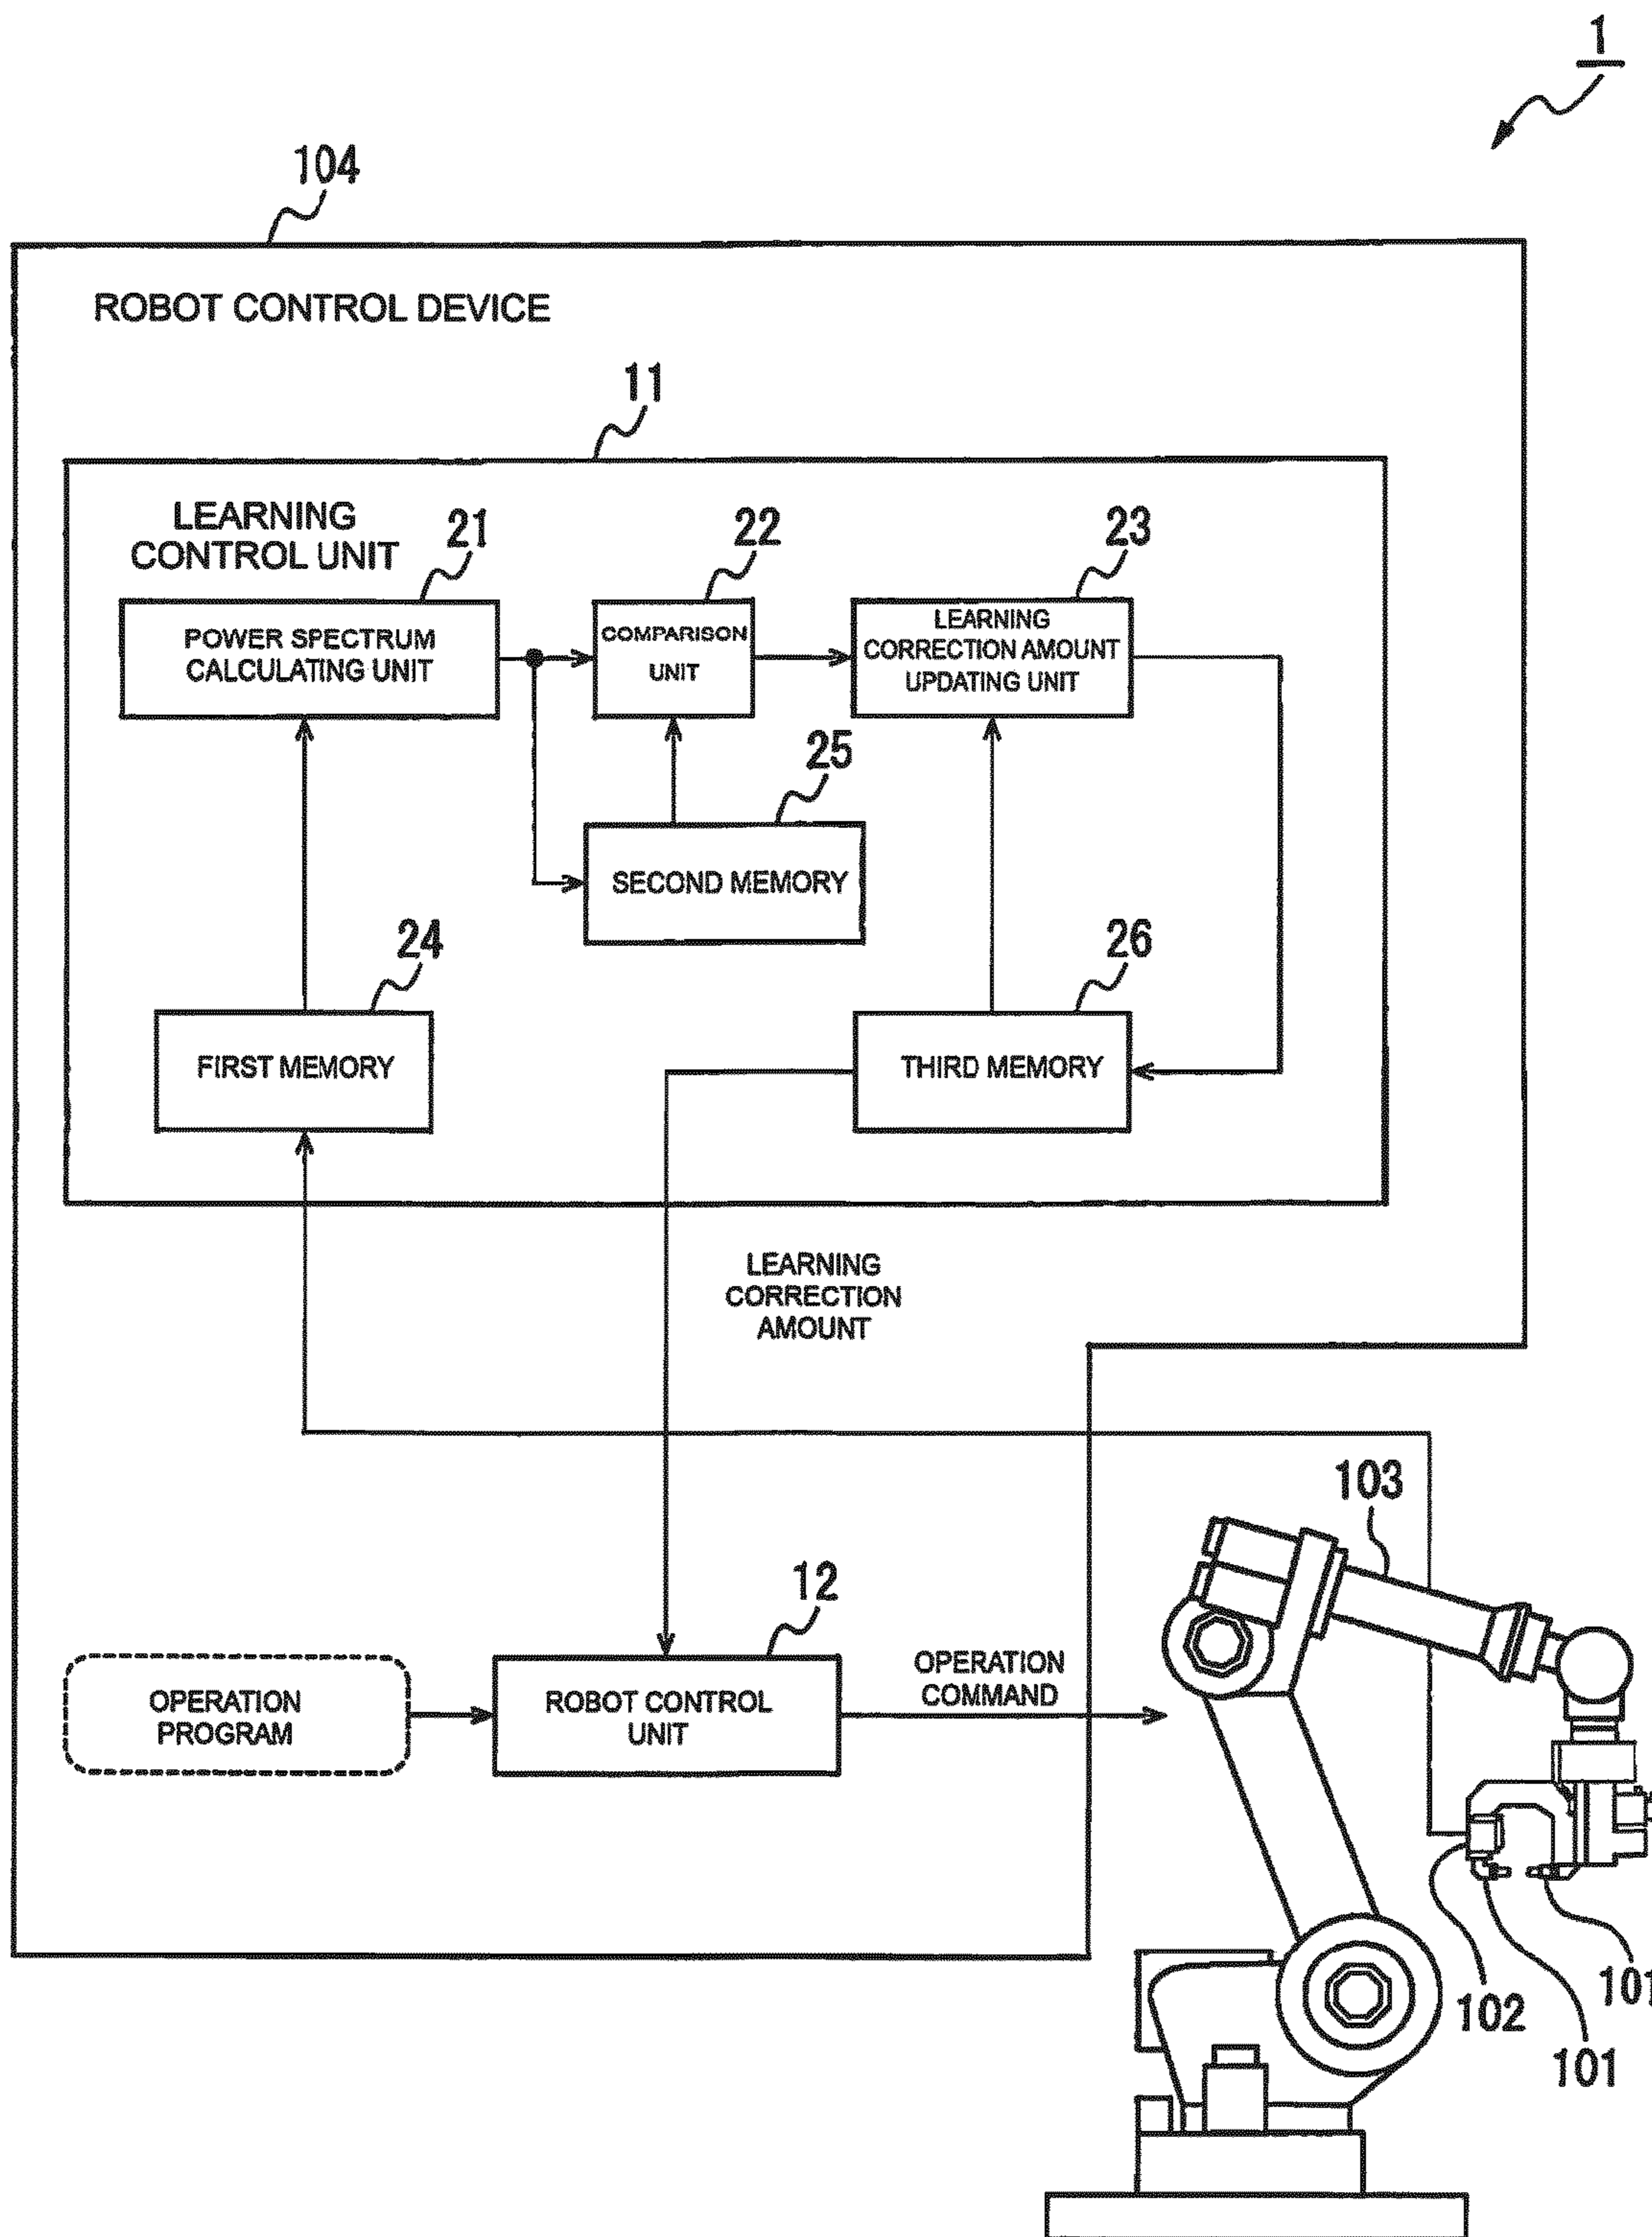 1
104
ROBOT CONTROL DEVICE
11
LEARNING
CONTROL UNIT
21
22
23
POWER SPECTRUM
CALCULATING UNIT
COMPARISON
UNIT
LEARNING
CORRECTION AMOUNT
UPDATING UNIT
25
SECOND MEMORY
24
26
FIRST MEMORY
THIRD MEMORY
LEARNING
CORRECTION
AMOUNT
103
12
OPERATION
PROGRAM
ROBOT CONTROL
UNIT
OPERATION
COMMAND
102
101
101